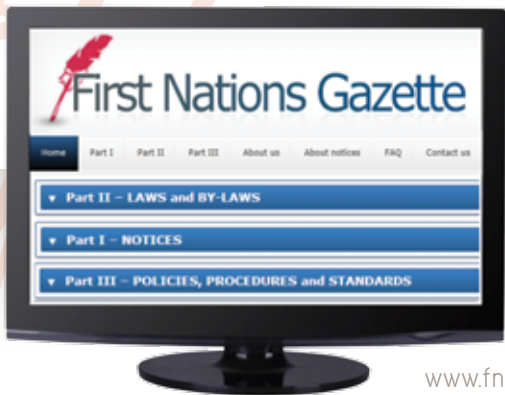 First Nations Gazette
Home Part I Part II Part III About us About notices FAQ Contact us
▼ Part II – LAWS and BY-LAWS
▼ Part I – NOTICES
▼ Part III – POLICIES, PROCEDURES and STANDARDS
www.fn